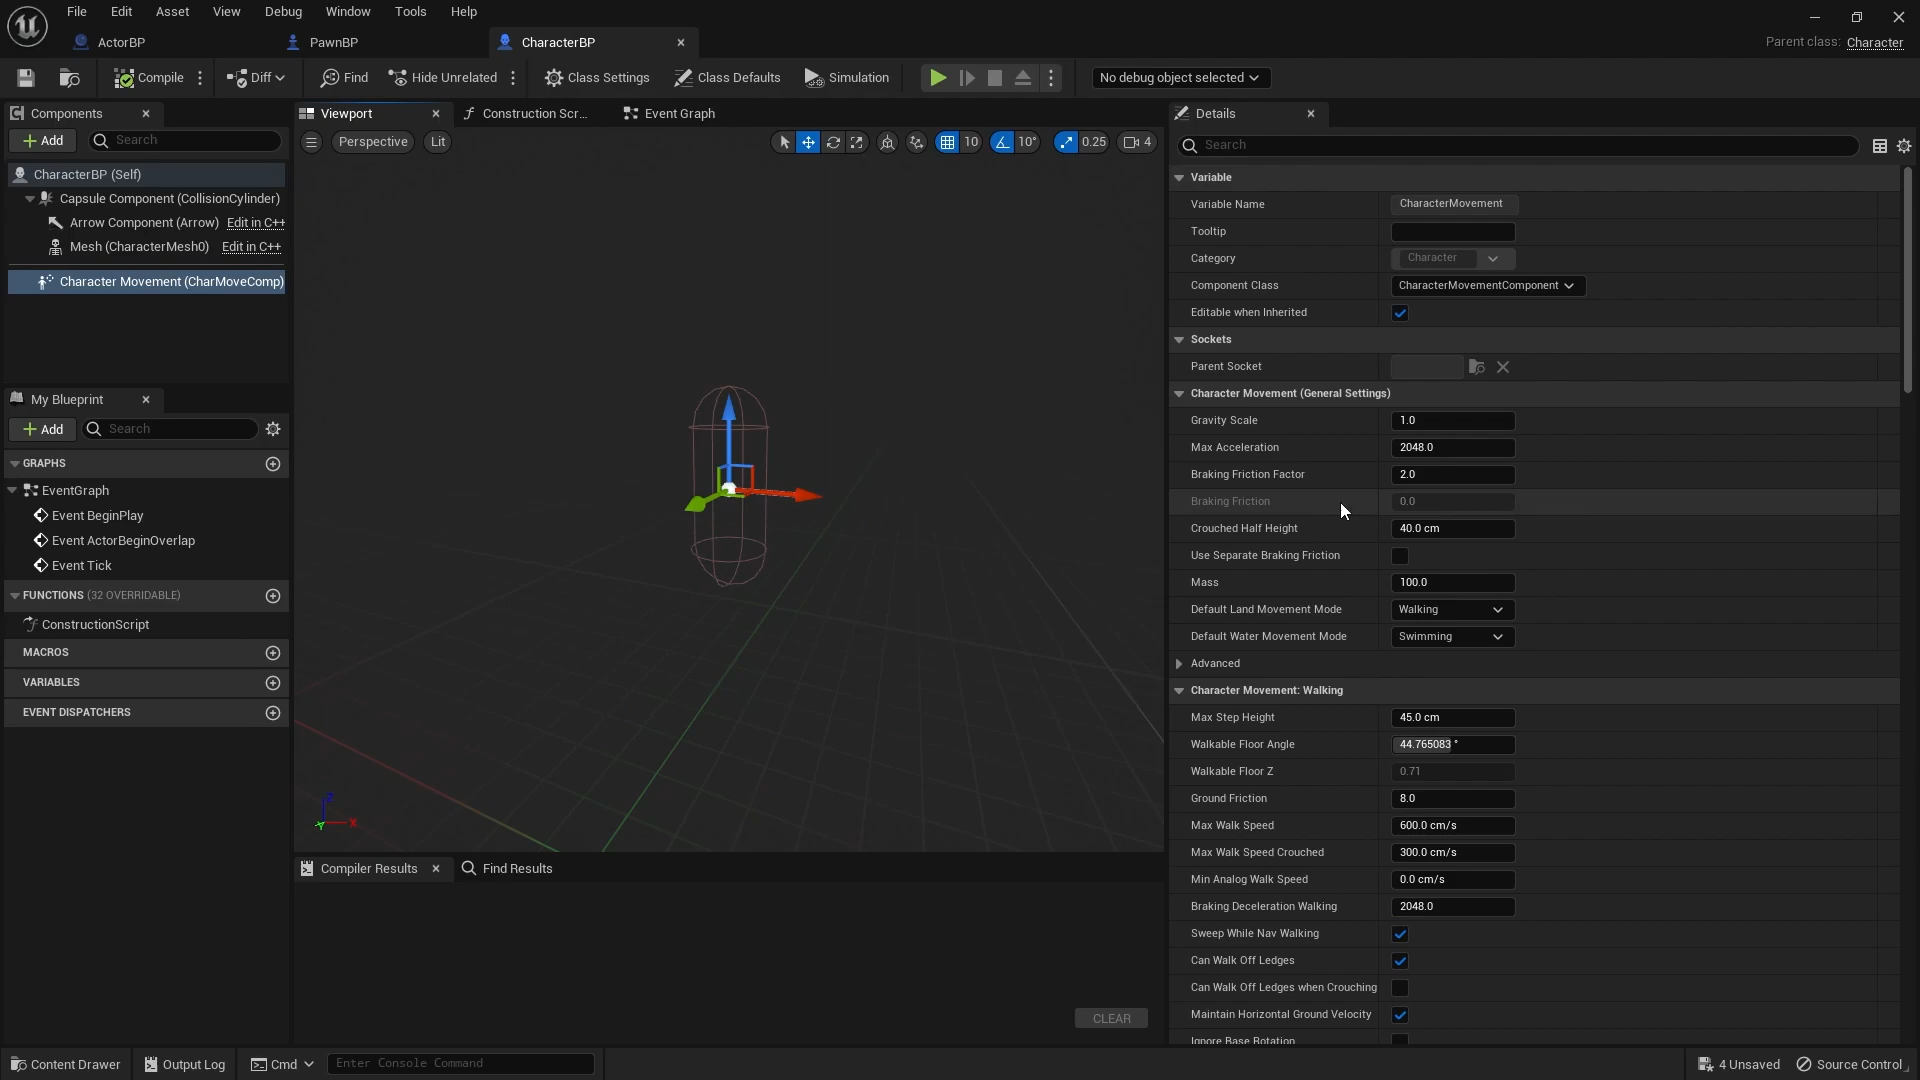 File Edit Asset View Debug Window Tools Help
ActorBP PawnBP CharacterBP Parent class: Character
Compile Diff Find Hide Unrelated Class Settings Class Defaults Simulation No debug object selected
Components
Add Search
CharacterBP (Self)
Capsule Component (CollisionCylinder)
Arrow Component (Arrow) Edit in C++
Mesh (CharacterMesh0) Edit in C++
Character Movement (CharMoveComp)
My Blueprint
Add Search
GRAPHS
EventGraph
Event BeginPlay
Event ActorBeginOverlap
Event Tick
FUNCTIONS (32 OVERRIDABLE)
ConstructionScript
MACROS
VARIABLES
EVENT DISPATCHERS
Viewport Construction Scr... Event Graph
Perspective Lit 10 10° 0.25 4
Z
Y X
Compiler Results Find Results
CLEAR
Details
Search
Variable
Variable Name CharacterMovement
Tooltip
Category Character
Component Class CharacterMovementComponent
Editable when Inherited
Sockets
Parent Socket
Character Movement (General Settings)
Gravity Scale 1.0
Max Acceleration 2048.0
Braking Friction Factor 2.0
Braking Friction 0.0
Crouched Half Height 40.0 cm
Use Separate Braking Friction
Mass 100.0
Default Land Movement Mode Walking
Default Water Movement Mode Swimming
Advanced
Character Movement: Walking
Max Step Height 45.0 cm
Walkable Floor Angle 44.765083 °
Walkable Floor Z 0.71
Ground Friction 8.0
Max Walk Speed 600.0 cm/s
Max Walk Speed Crouched 300.0 cm/s
Min Analog Walk Speed 0.0 cm/s
Braking Deceleration Walking 2048.0
Sweep While Nav Walking
Can Walk Off Ledges
Can Walk Off Ledges when Crouching
Maintain Horizontal Ground Velocity
Ignore Base Rotation
Content Drawer Output Log Cmd Enter Console Command 4 Unsaved Source Control